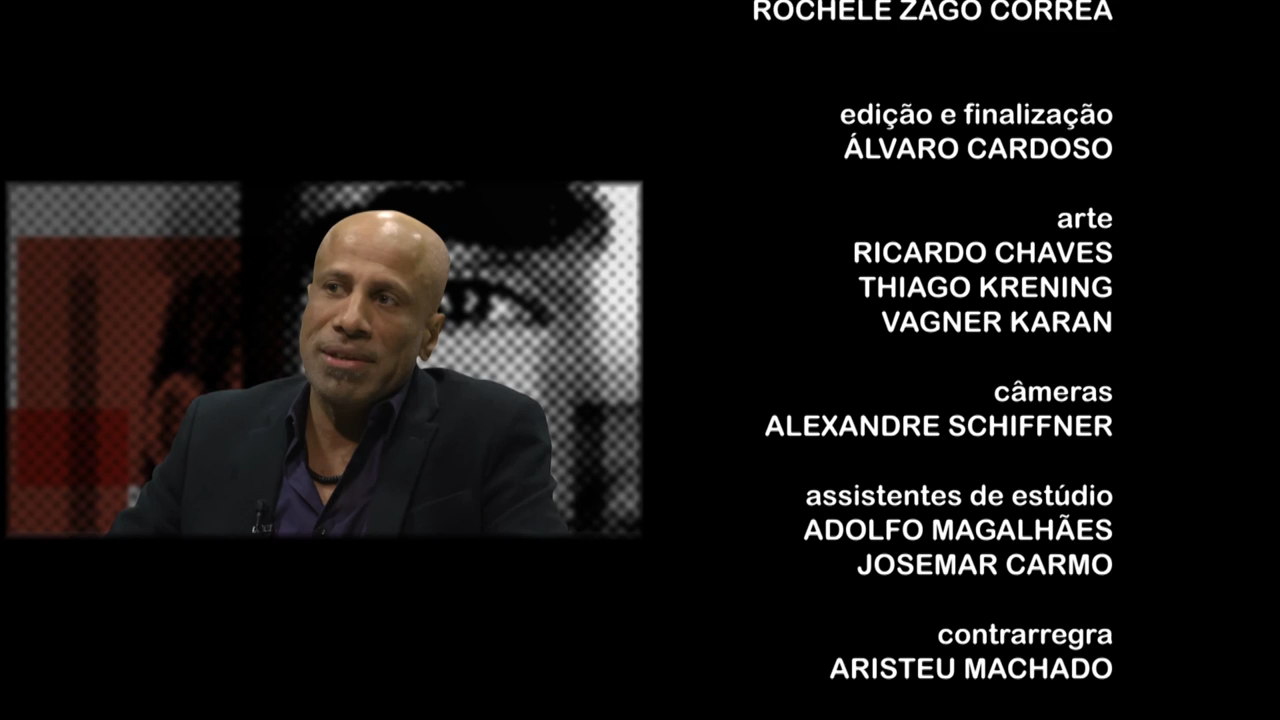 ROCHELE ZAGO CORREA
edição e finalização
ÁLVARO CARDOSO
arte
RICARDO CHAVES
THIAGO KRENING
VAGNER KARAN
câmeras
ALEXANDRE SCHIFFNER
assistentes de estúdio
ADOLFO MAGALHÃES
JOSEMAR CARMO
contrarregra
ARISTEU MACHADO